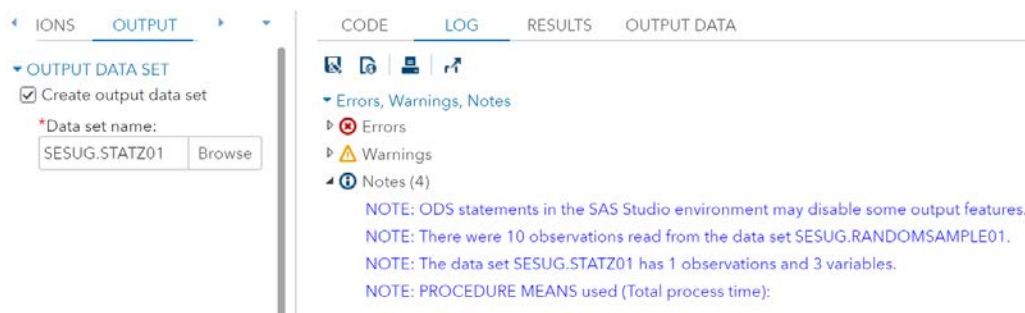 IONS OUTPUT
OUTPUT DATA SET
Create output data set
*Data set name:
SESUG.STATZ01 Browse
CODE LOG RESULTS OUTPUT DATA
Errors, Warnings, Notes
Errors
Warnings
Notes (4)
NOTE: ODS statements in the SAS Studio environment may disable some output features.
NOTE: There were 10 observations read from the data set SESUG.RANDOMSAMPLE01.
NOTE: The data set SESUG.STATZ01 has 1 observations and 3 variables.
NOTE: PROCEDURE MEANS used (Total process time):